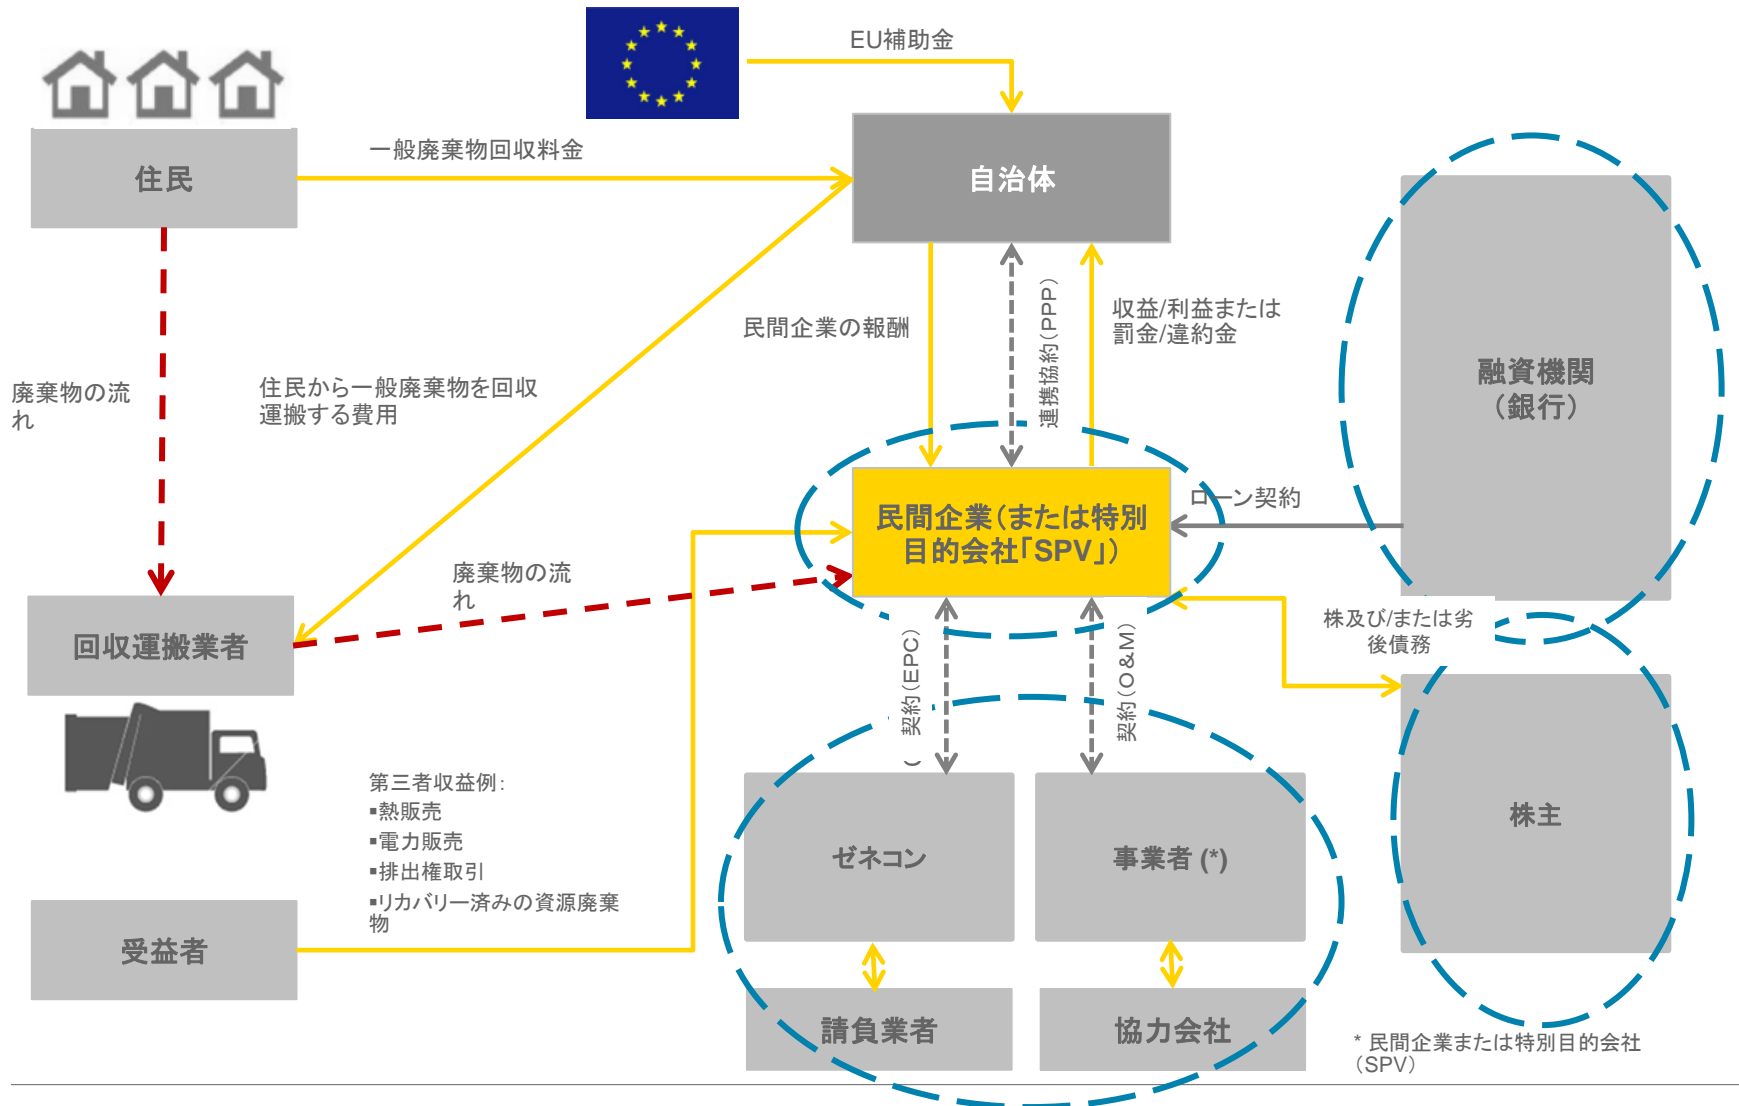 EU補助金
住民
一般廃棄物回収料金
自治体
民間企業の報酬
連携協約(PPP)
収益/利益または
罰金/違約金
融資機関
(銀行)
廃棄物の流
れ
住民から一般廃棄物を回収
運搬する費用
ローン契約
民間企業(または特別
目的会社「SPV」)
廃棄物の流
れ
回収運搬業者
契約(EPC)
(
契約(O&M)
株及び/または劣
後債務
第三者収益例:
▪熱販売
▪電力販売
▪排出権取引
▪リカバリー済みの資源廃棄
物
ゼネコン
事業者 (*)
株主
受益者
請負業者
協力会社
* 民間企業または特別目的会社
(SPV)